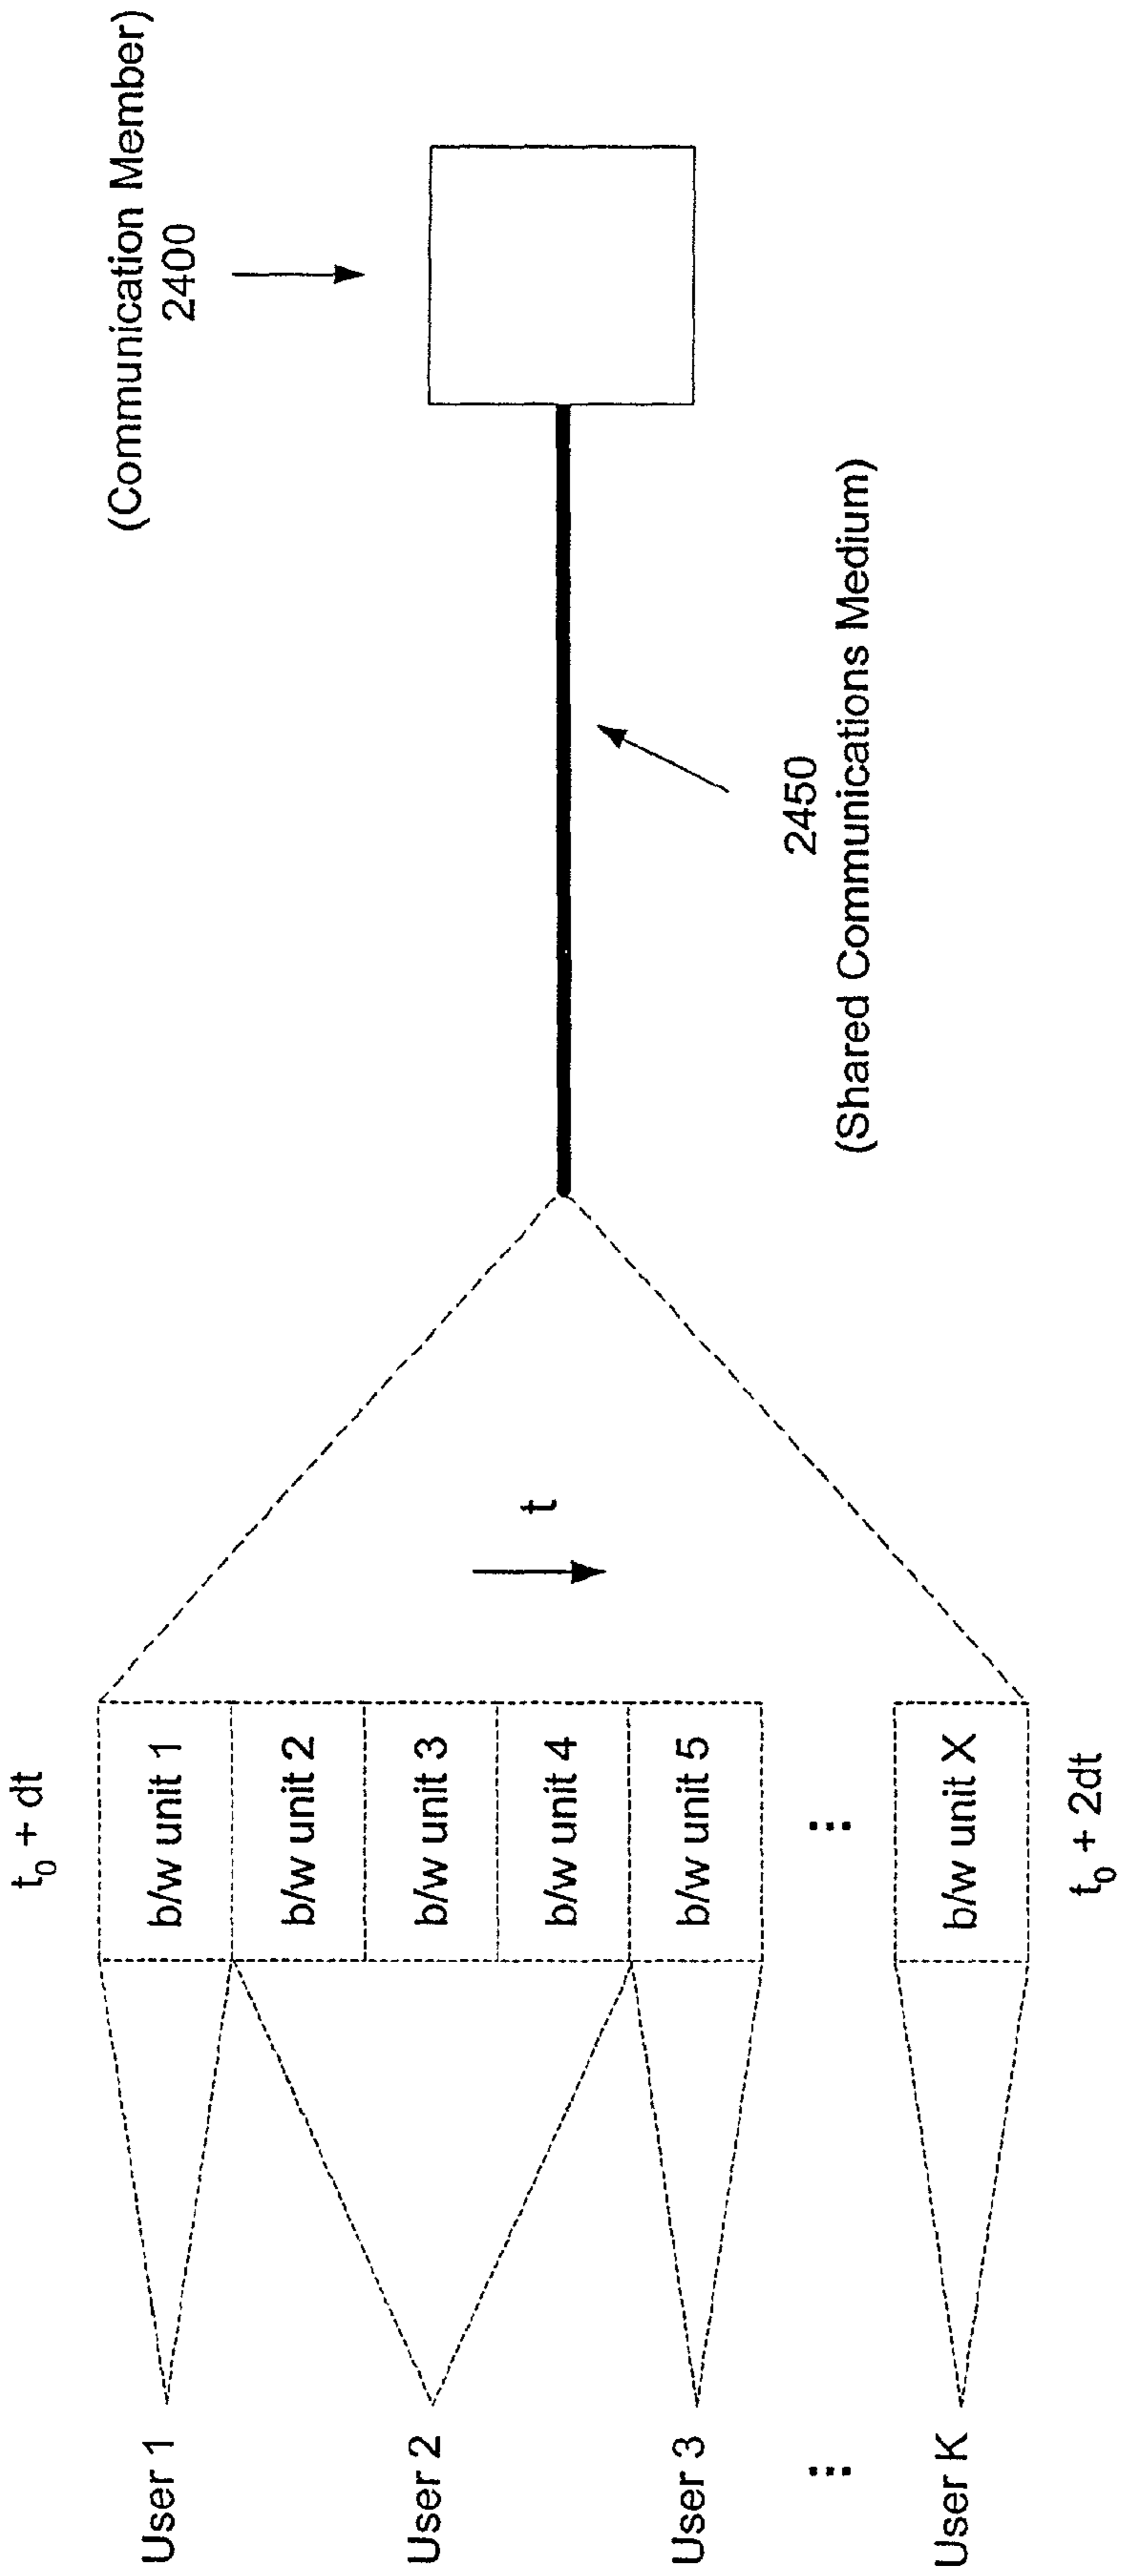 t₀ + dt
User 1
b/w unit 1
b/w unit 2
User 2
b/w unit 3
b/w unit 4
User 3
b/w unit 5
User K
b/w unit X
t₀ + 2dt
t
(Communication Member)
2400
2450
(Shared Communications Medium)